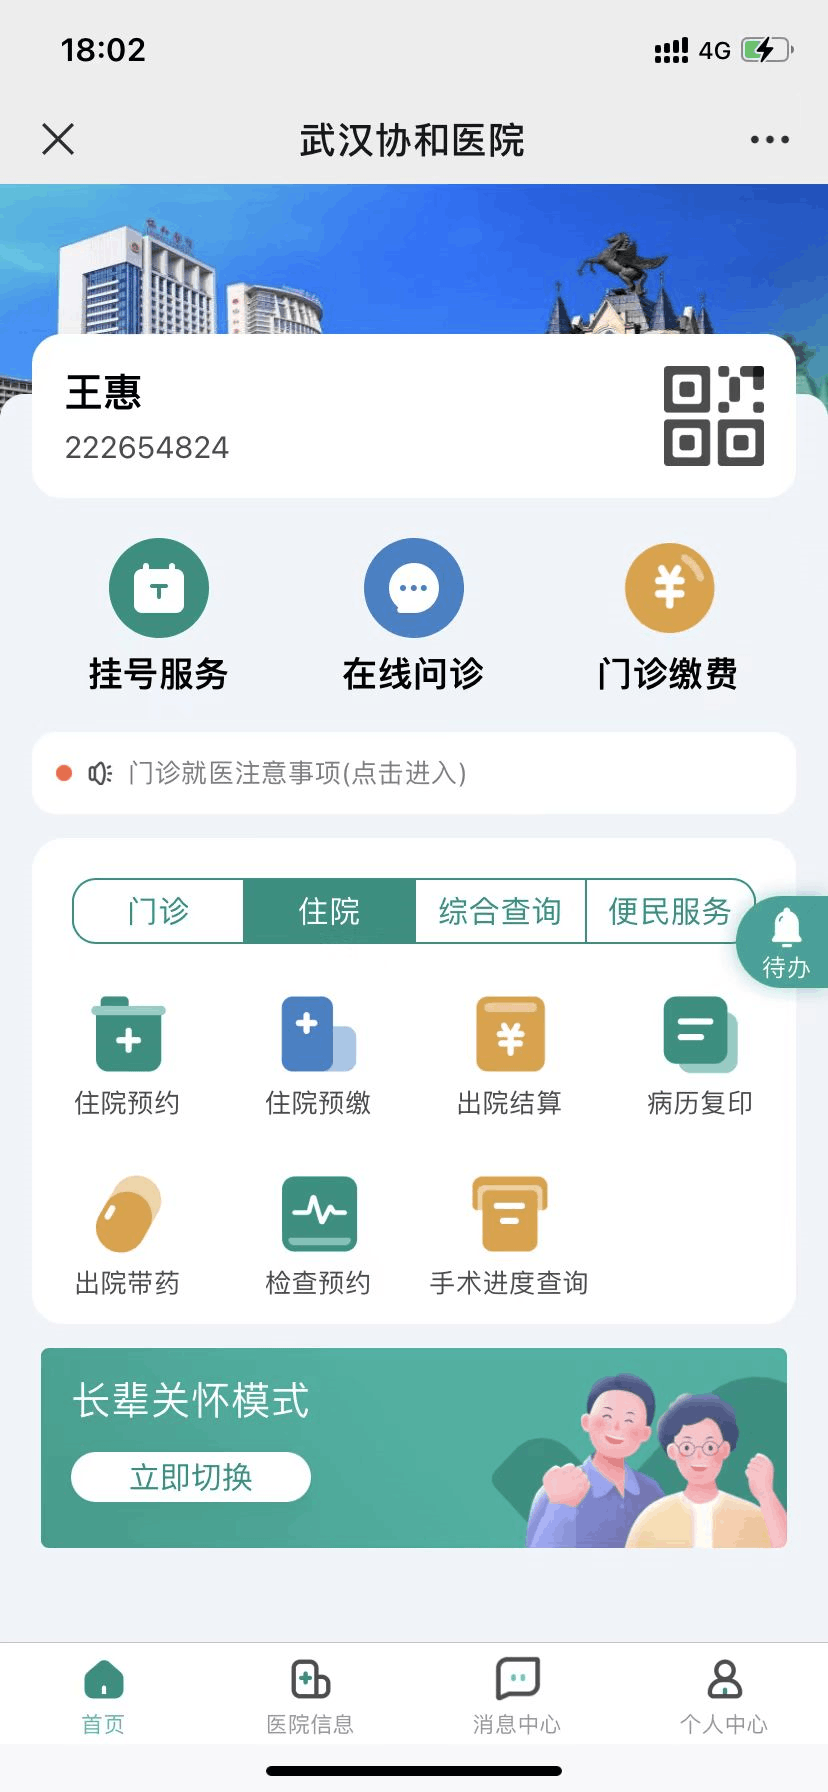 18:02
4G
武汉协和医院
协和医院
王惠
222654824
挂号服务
在线问诊
门诊缴费
门诊就医注意事项(点击进入)
门诊
住院
综合查询
便民服务
待办
住院预约
住院预缴
出院结算
病历复印
出院带药
检查预约
手术进度查询
长辈关怀模式
立即切换
首页
医院信息
消息中心
个人中心